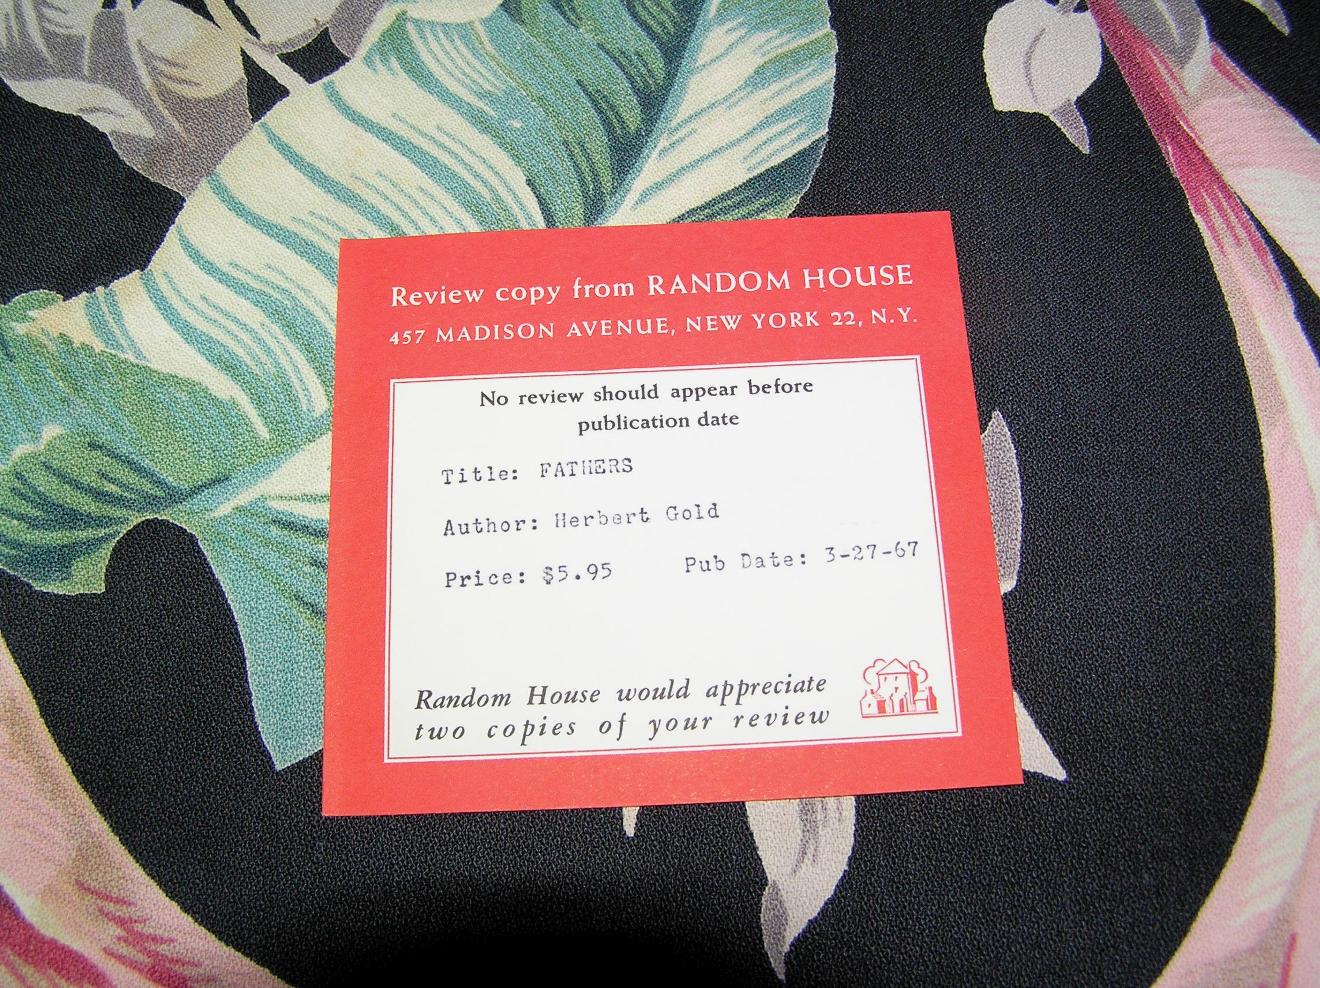 Review copy from RANDOM HOUSE
457 MADISON AVENUE, NEW YORK 22, N.Y.
No review should appear before
publication date
Title: FATHERS
Author: Herbert Gold
Price: $5.95 Pub Date: 3-27-67
Random House would appreciate
two copies of your review